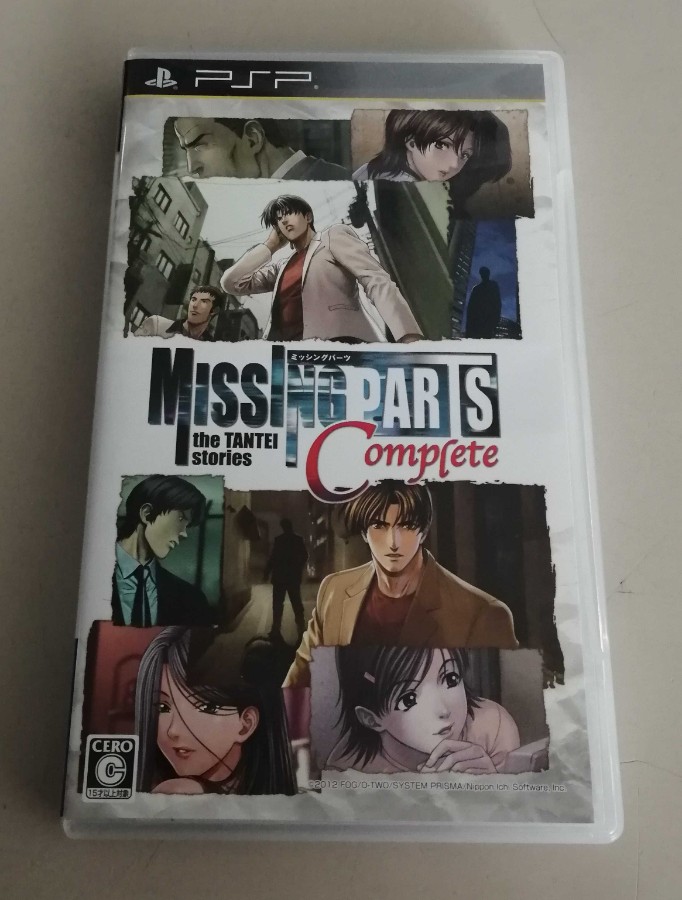 PSP
ミッシングパーツ
MISSINGPARTS
the TANTEI
stories
Complete
CERO
C
15才以上対象
©2012 FOG/D-TWO/SYSTEM PRISMA/Nippon Ichi Software, Inc.